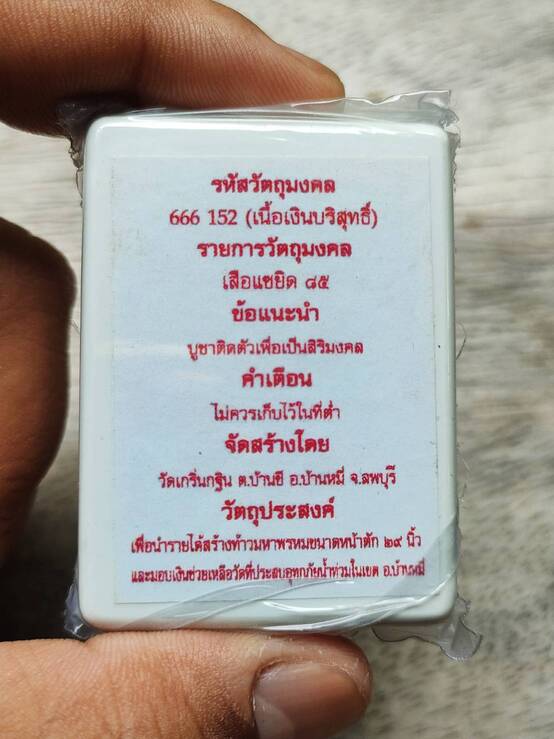 รหัสวัตถุมงคล
666 152 (เนื้อเงินบริสุทธิ์)
รายการวัตถุมงคล
เสือแซยิด ๘๕
ข้อแนะนำ
บูชาติดตัวเพื่อเป็นสิริมงคล
คำเตือน
ไม่ควรเก็บไว้ในที่ต่ำ
จัดสร้างโดย
วัดเกริ่นกฐิน ต.บ้านชี อ.บ้านหมี่ จ.ลพบุรี
วัตถุประสงค์
เพื่อนำรายได้สร้างท้าวมหาพรหมขนาดหน้าตัก ๒๙ นิ้ว
และมอบเงินช่วยเหลือวัดที่ประสบอุทกภัยน้ำท่วมในเขต อ.บ้านหมี่